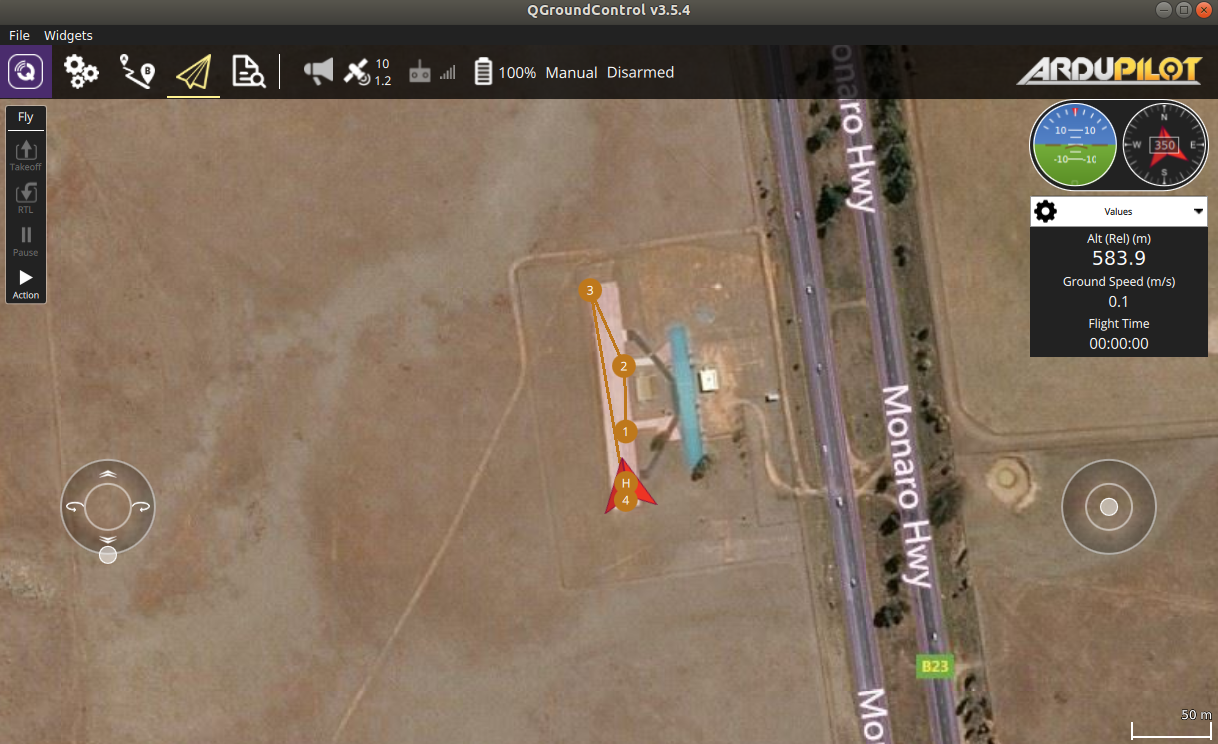 QGroundControl v3.5.4
File Widgets
10
1.2
100% Manual Disarmed
ARDUPILOT
Fly
Takeoff
RTL
Pause
Action
B
10 10
-10 -10
N
W 350 E
S
Values
Alt (Rel) (m)
583.9
Ground Speed (m/s)
0.1
Flight Time
00:00:00
onaro Hwy
3
2
1
H
4
Monaro Hwy
B23
Mo
50 m